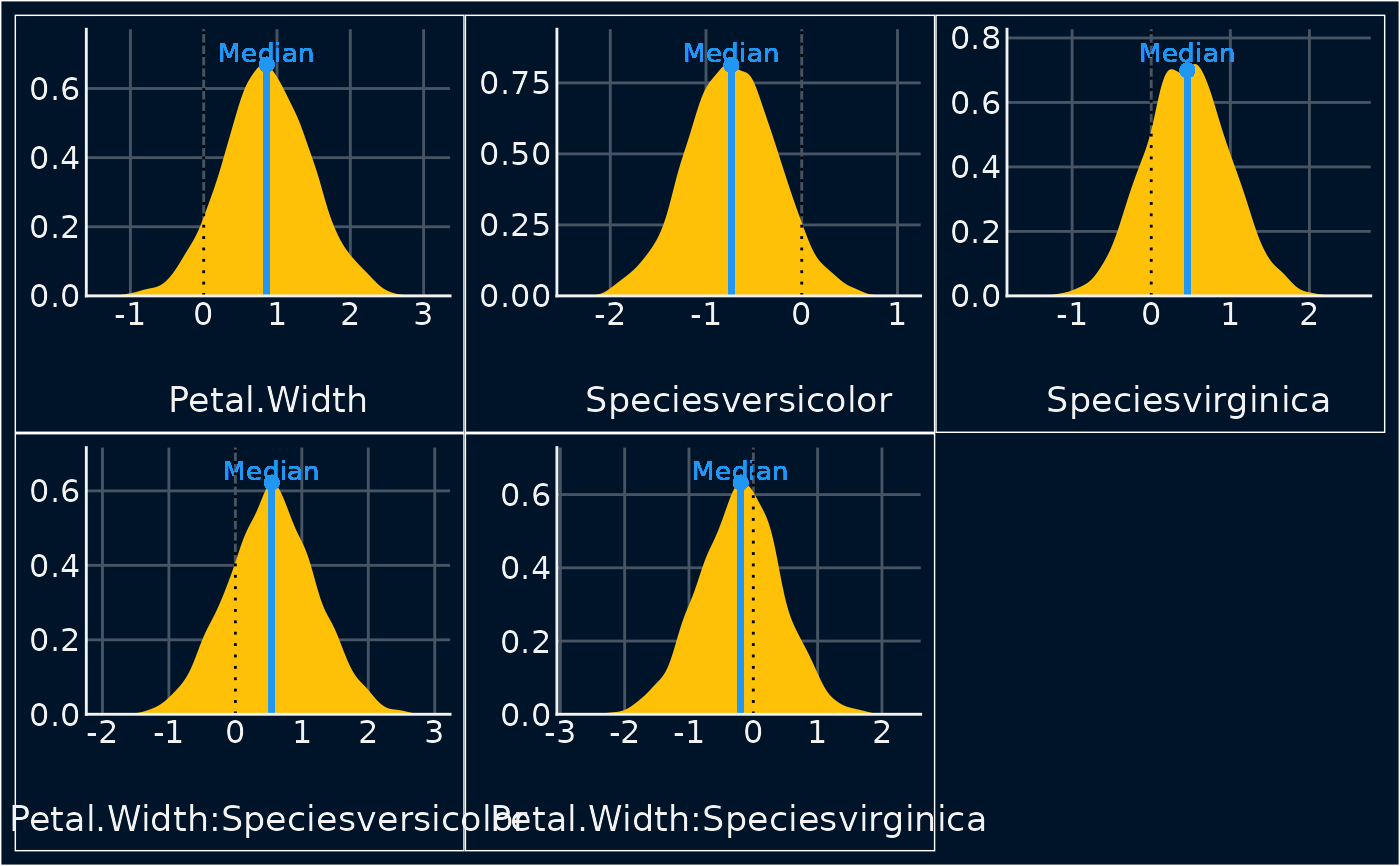 Median
0.6
0.4
0.2
0.0
-1 0 1 2 3
Petal.Width
Median
0.75
0.50
0.25
0.00
-2 -1 0 1
Speciesversicolor
Median
0.8
0.6
0.4
0.2
0.0
-1 0 1 2
Speciesvirginica
Median
0.6
0.4
0.2
0.0
-2 -1 0 1 2 3
Petal.Width:Speciesversicolor
Median
0.6
0.4
0.2
0.0
-3 -2 -1 0 1 2
Petal.Width:Speciesvirginica